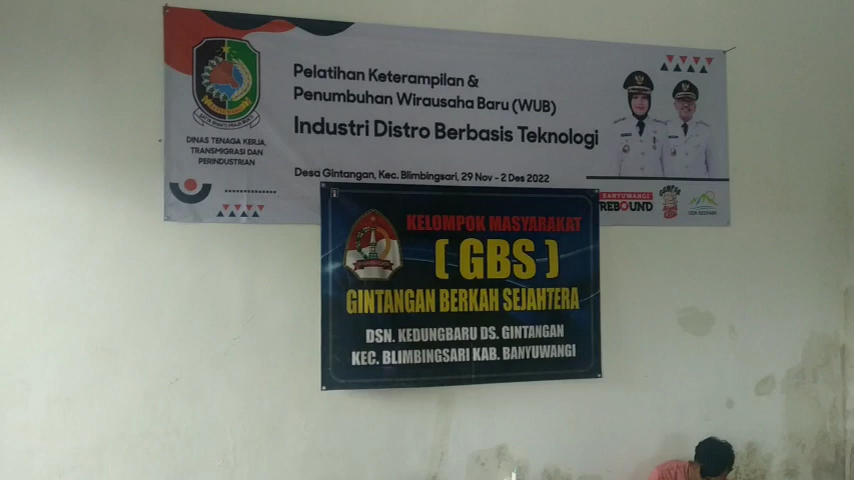 Pelatihan Keterampilan &
Penumbuhan Wirausaha Baru (WUB)
Industri Distro Berbasis Teknologi
Desa Gintangan, Kec. Blimbingsari, 29 Nov - 2 Des 2022
DINAS TENAGA KERJA,
TRANSMIGRASI DAN
PERINDUSTRIAN
BANYUWANGI
REBOUND
KELOMPOK MASYARAKAT
( GBS )
GINTANGAN BERKAH SEJAHTERA
DSN. KEDUNGBARU DS. GINTANGAN
KEC. BLIMBINGSARI KAB. BANYUWANGI